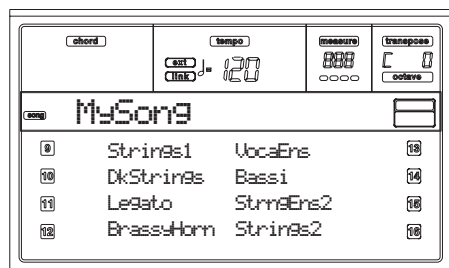 chord tempo measure transpose
ext link ♩= 120 888 C 0
octave
song MySong
9 Strings1 VocaEns 13
10 DkStrings Bassi 14
11 Legato StrngEns2 15
12 BrassyHorn Strings2 16